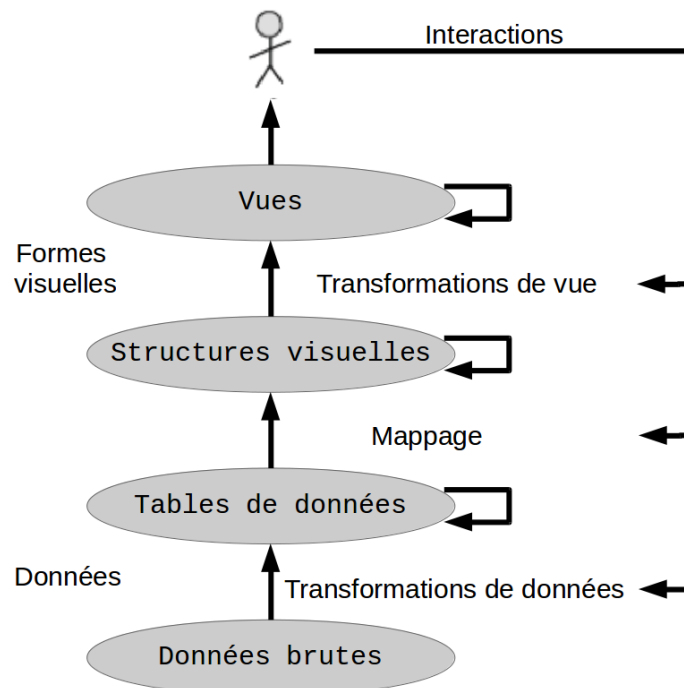 Interactions
Vues
Formes
visuelles
Transformations de vue
Structures visuelles
Mappage
Tables de données
Données
Transformations de données
Données brutes